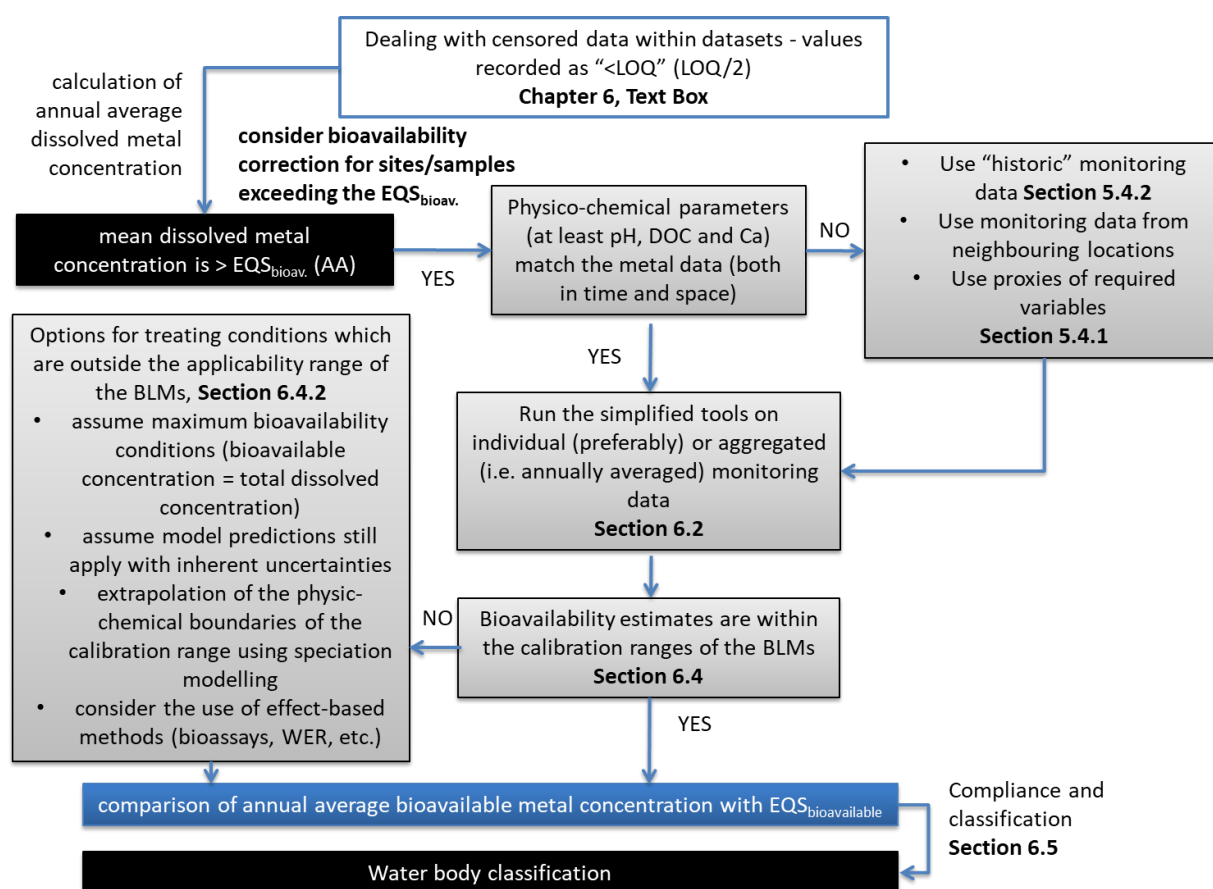 Dealing with censored data within datasets - values
recorded as “<LOQ” (LOQ/2)
Chapter 6, Text Box
calculation of
annual average
dissolved metal
concentration
consider bioavailability
correction for sites/samples
exceeding the EQSbioav.
mean dissolved metal
concentration is > EQSbioav. (AA)
YES
Physico-chemical parameters
(at least pH, DOC and Ca)
match the metal data (both
in time and space)
NO
• Use “historic” monitoring
data Section 5.4.2
• Use monitoring data from
neighbouring locations
• Use proxies of required
variables
Section 5.4.1
YES
Run the simplified tools on
individual (preferably) or aggregated
(i.e. annually averaged) monitoring
data
Section 6.2
Bioavailability estimates are within
the calibration ranges of the BLMs
Section 6.4
NO
Options for treating conditions which
are outside the applicability range of
the BLMs, Section 6.4.2
• assume maximum bioavailability
conditions (bioavailable
concentration = total dissolved
concentration)
• assume model predictions still
apply with inherent uncertainties
• extrapolation of the physic-
chemical boundaries of the
calibration range using speciation
modelling
• consider the use of effect-based
methods (bioassays, WER, etc.)
YES
comparison of annual average bioavailable metal concentration with EQSbioavailable
Compliance and
classification
Section 6.5
Water body classification